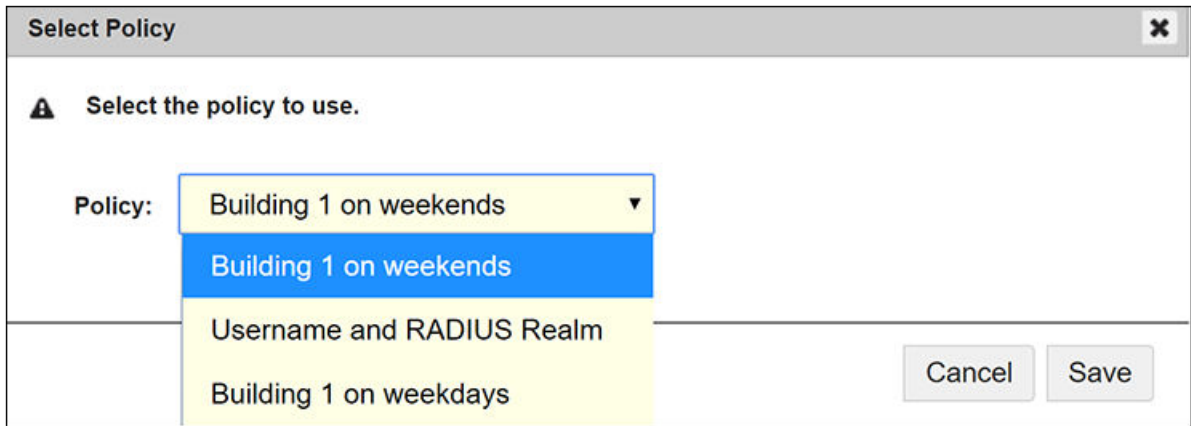 Select Policy
Select the policy to use.
Policy: Building 1 on weekends
Building 1 on weekends
Username and RADIUS Realm
Building 1 on weekdays
Cancel Save